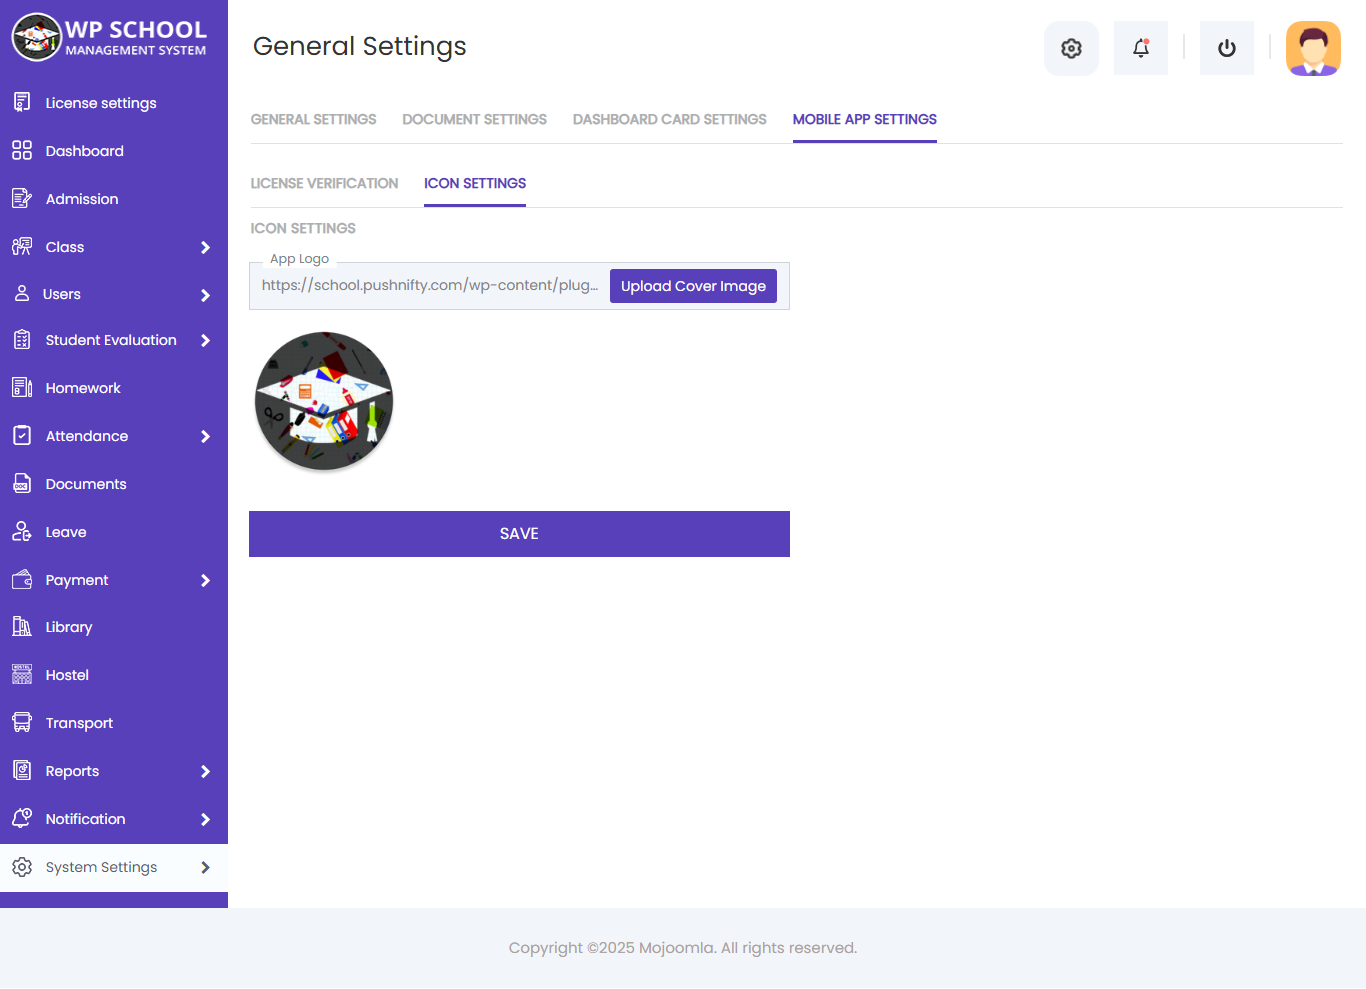 WP SCHOOL
MANAGEMENT SYSTEM
License settings
Dashboard
Admission
Class
Users
Student Evaluation
Homework
Attendance
Documents
Leave
Payment
Library
Hostel
Transport
Reports
Notification
System Settings
General Settings
GENERAL SETTINGS DOCUMENT SETTINGS DASHBOARD CARD SETTINGS MOBILE APP SETTINGS
LICENSE VERIFICATION ICON SETTINGS
ICON SETTINGS
App Logo
https://school.pushnifty.com/wp-content/plug... Upload Cover Image
SAVE
Copyright ©2025 Mojoomla. All rights reserved.